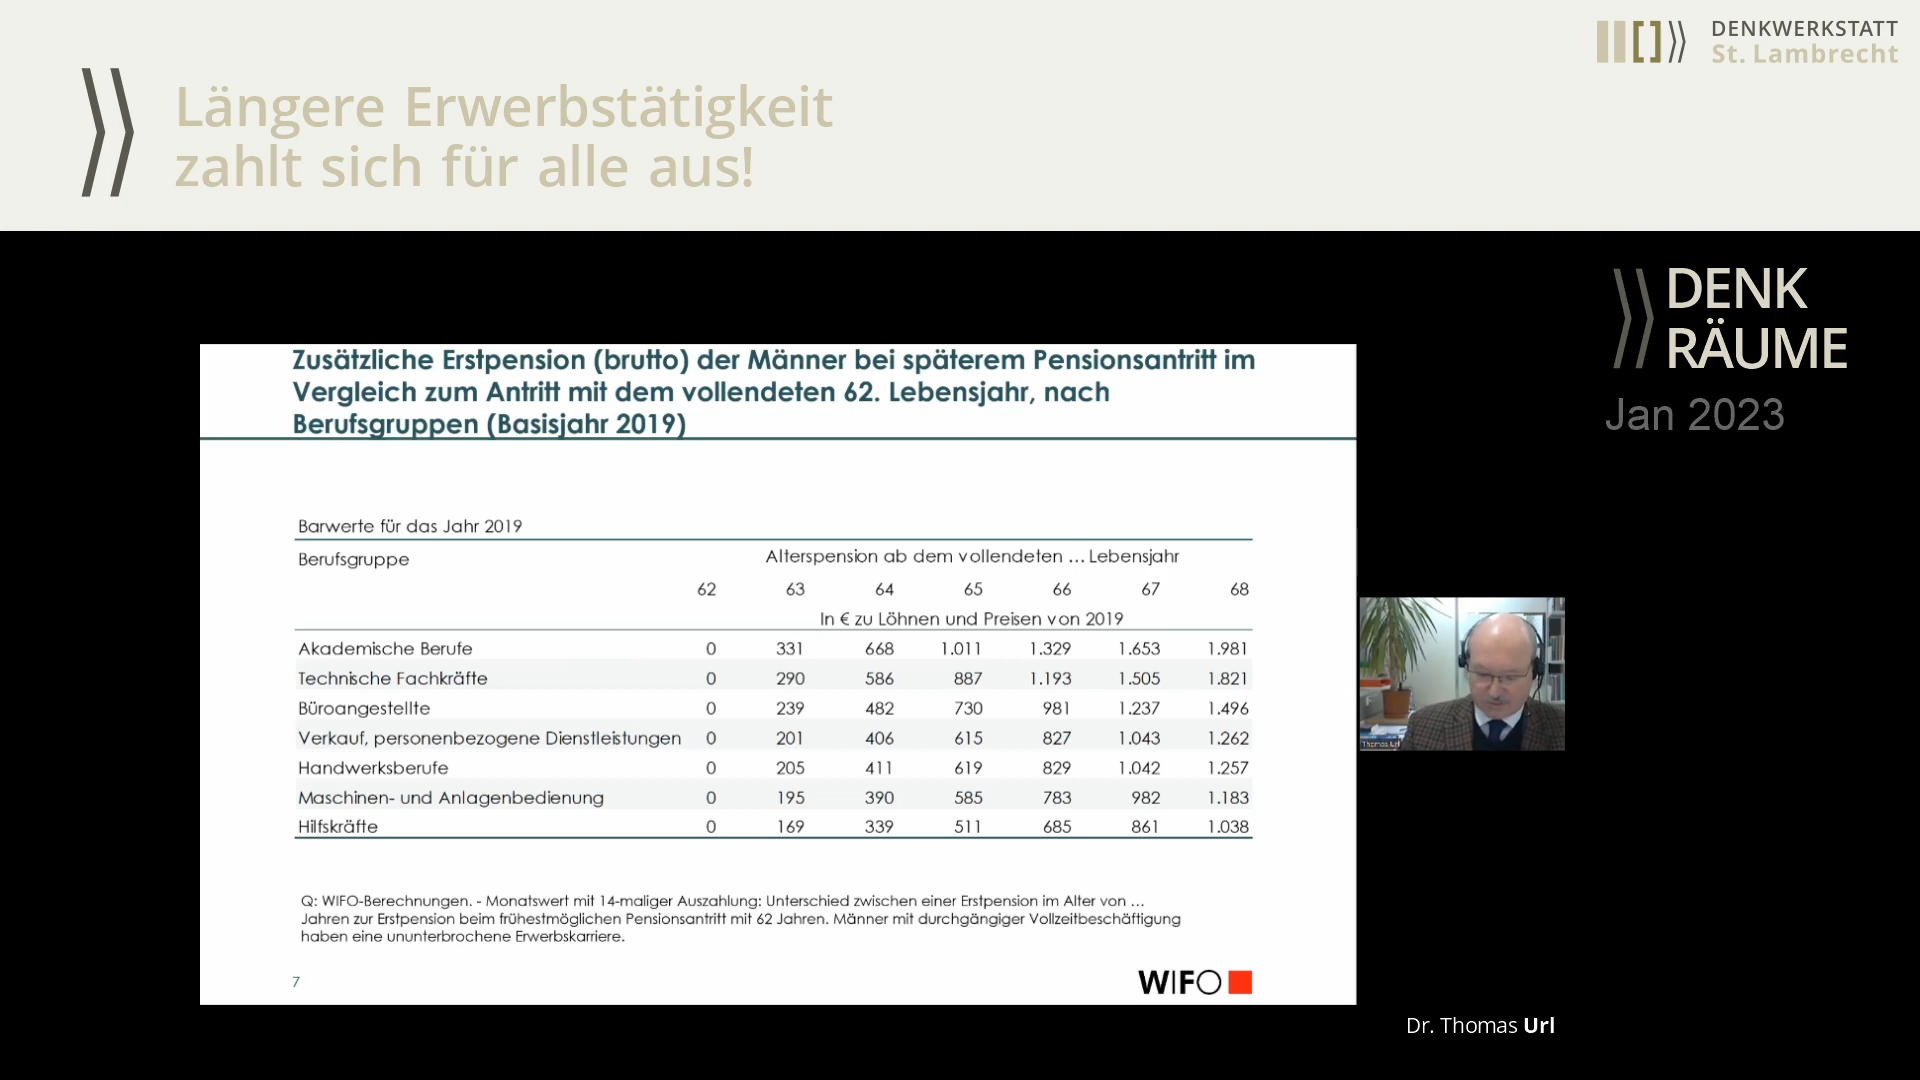 DENKWERKSTATT
St. Lambrecht
Längere Erwerbstätigkeit
zahlt sich für alle aus!
DENK
RÄUME
Jan 2023
Zusätzliche Erstpension (brutto) der Männer bei späterem Pensionsantritt im
Vergleich zum Antritt mit dem vollendeten 62. Lebensjahr, nach
Berufsgruppen (Basisjahr 2019)
Barwerte für das Jahr 2019
Berufsgruppe Alterspension ab dem vollendeten ... Lebensjahr
62 63 64 65 66 67 68
In € zu Löhnen und Preisen von 2019
Akademische Berufe 0 331 668 1.011 1.329 1.653 1.981
Technische Fachkräfte 0 290 586 887 1.193 1.505 1.821
Büroangestellte 0 239 482 730 981 1.237 1.496
Verkauf, personenbezogene Dienstleistungen 0 201 406 615 827 1.043 1.262
Handwerksberufe 0 205 411 619 829 1.042 1.257
Maschinen- und Anlagenbedienung 0 195 390 585 783 982 1.183
Hilfskräfte 0 169 339 511 685 861 1.038
Q: WIFO-Berechnungen. - Monatswert mit 14-maliger Auszahlung: Unterschied zwischen einer Erstpension im Alter von ...
Jahren zur Erstpension beim frühestmöglichen Pensionsantritt mit 62 Jahren. Männer mit durchgängiger Vollzeitbeschäftigung
haben eine ununterbrochene Erwerbskarriere.
7
WIFO
Thomas Url
Dr. Thomas Url